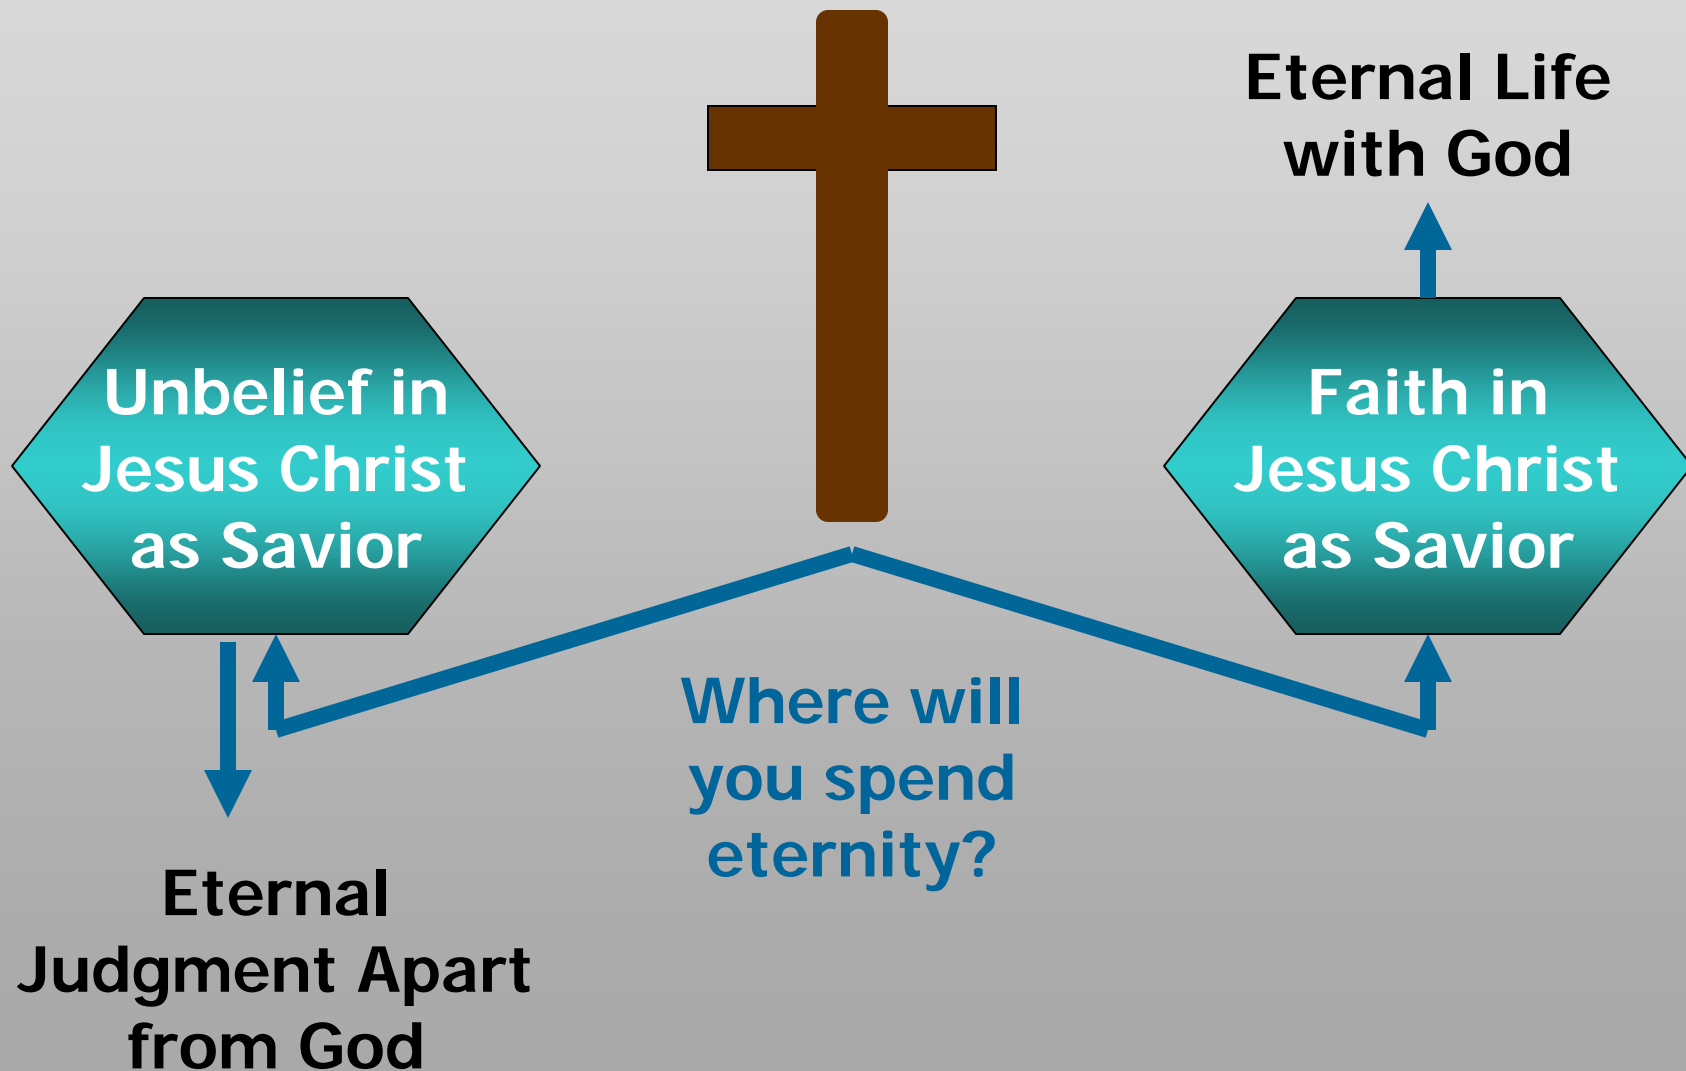 Eternal Life
with God
Unbelief in
Jesus Christ
as Savior
Faith in
Jesus Christ
as Savior
Where will
you spend
eternity?
Eternal
Judgment Apart
from God